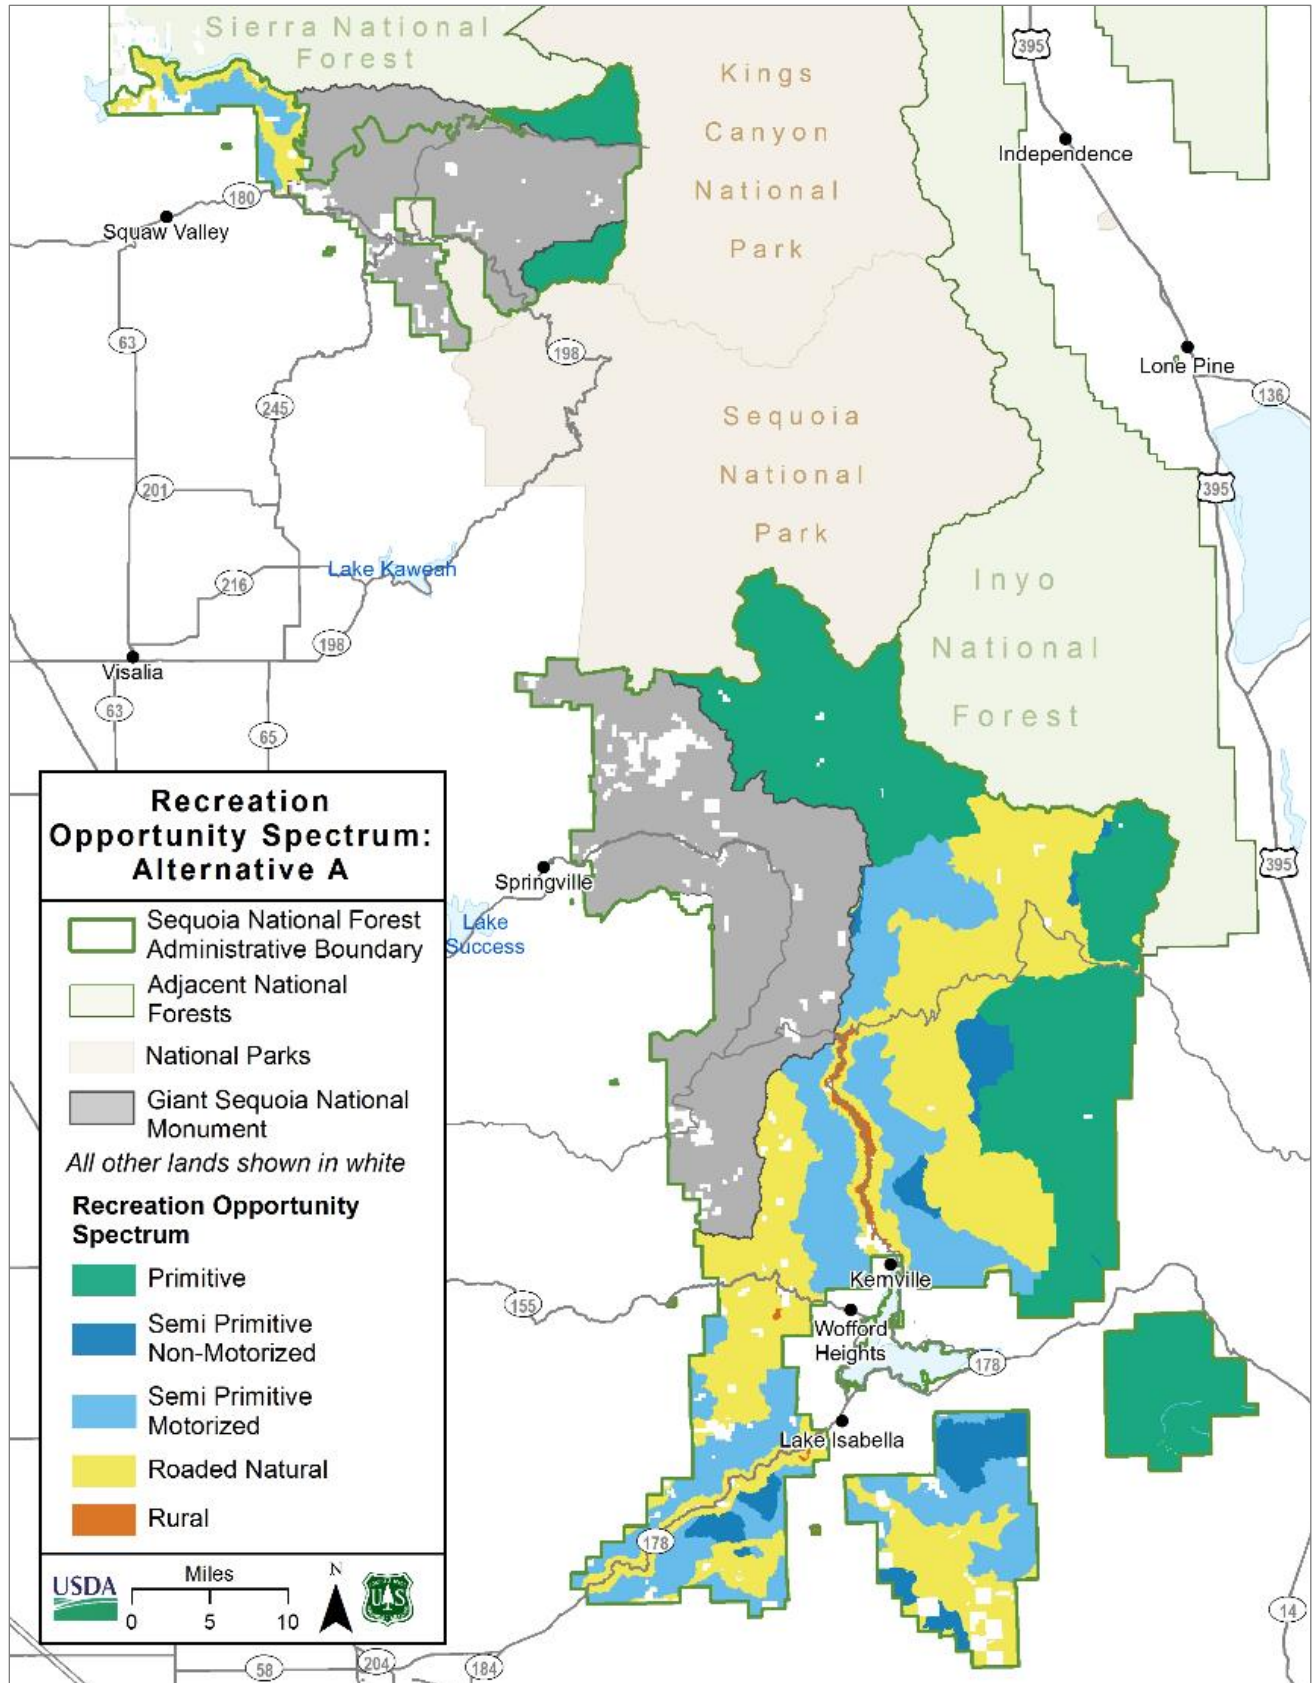 Sierra National
Forest
Kings
Canyon
National
Park
395
Independence
180
Squaw Valley
63
198
Lone Pine
136
245
Sequoia
National
Park
201
395
Lake Kaweah
216
Inyo
National
Forest
198
Visalia
63
65
Recreation
Opportunity Spectrum:
Alternative A
Springville
395
Lake
Success
Sequoia National Forest
Administrative Boundary
Adjacent National
Forests
National Parks
Giant Sequoia National
Monument
All other lands shown in white
Recreation Opportunity
Spectrum
Primitive
Semi Primitive
Non-Motorized
Semi Primitive
Motorized
Roaded Natural
Rural
Kernville
155
Wofford
Heights
178
Lake Isabella
178
USDA
Miles
0 5 10
N
U S
14
58
204
184